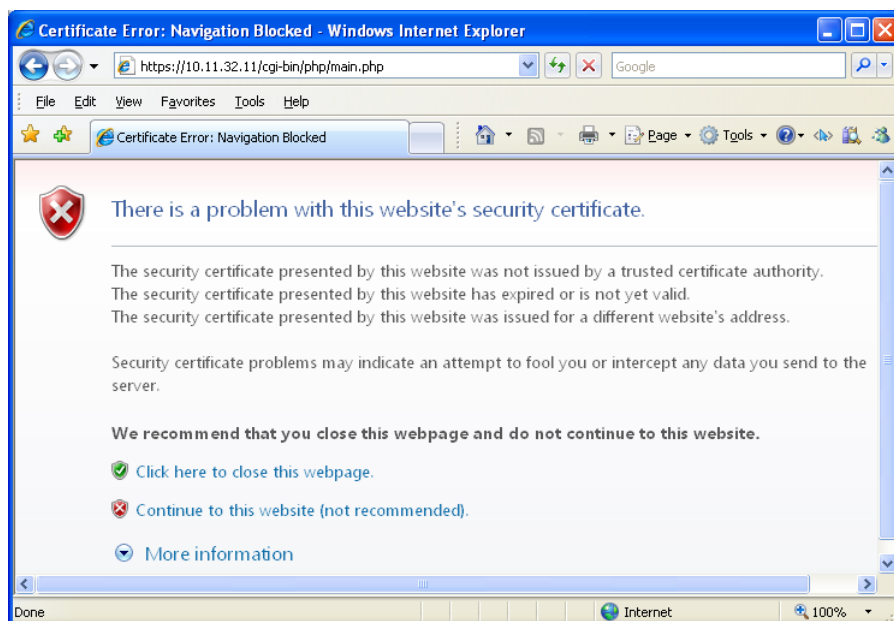 Certificate Error: Navigation Blocked - Windows Internet Explorer
https://10.11.32.11/cgi-bin/php/main.php
Google
File Edit View Favorites Tools Help
Certificate Error: Navigation Blocked
Page Tools
There is a problem with this website's security certificate.
The security certificate presented by this website was not issued by a trusted certificate authority.
The security certificate presented by this website has expired or is not yet valid.
The security certificate presented by this website was issued for a different website's address.
Security certificate problems may indicate an attempt to fool you or intercept any data you send to the
server.
We recommend that you close this webpage and do not continue to this website.
Click here to close this webpage.
Continue to this website (not recommended).
More information
Done
Internet
100%